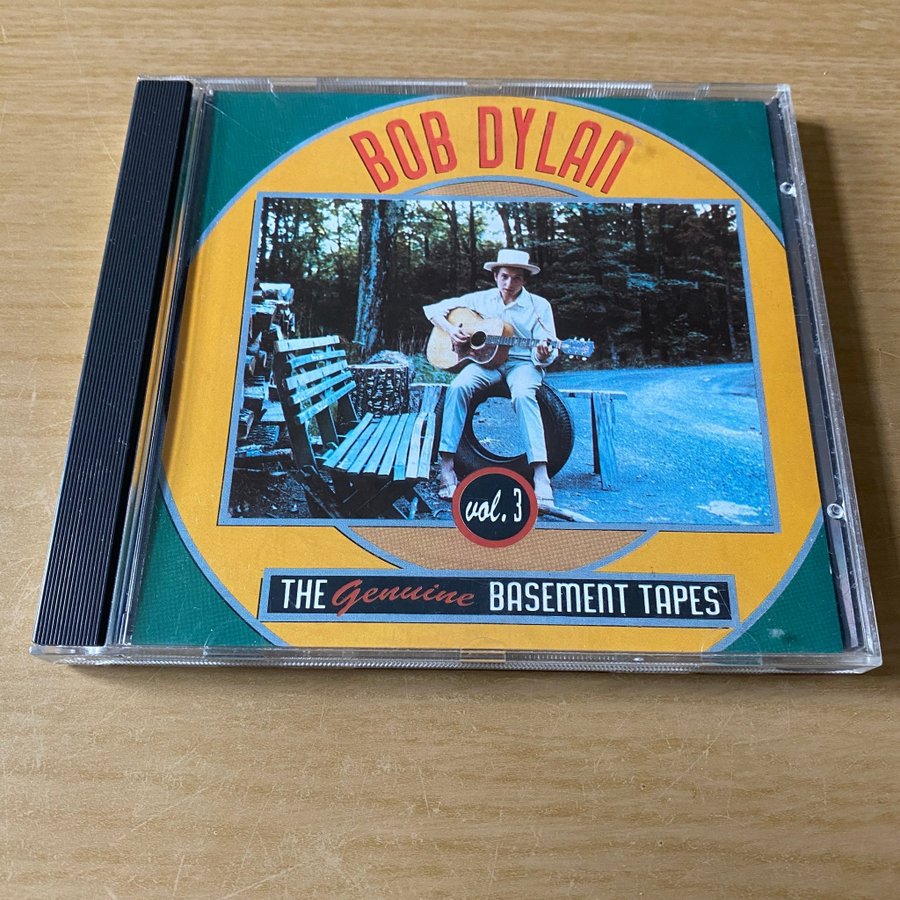 BOB DYLAN
vol. 3
THE Genuine BASEMENT TAPES